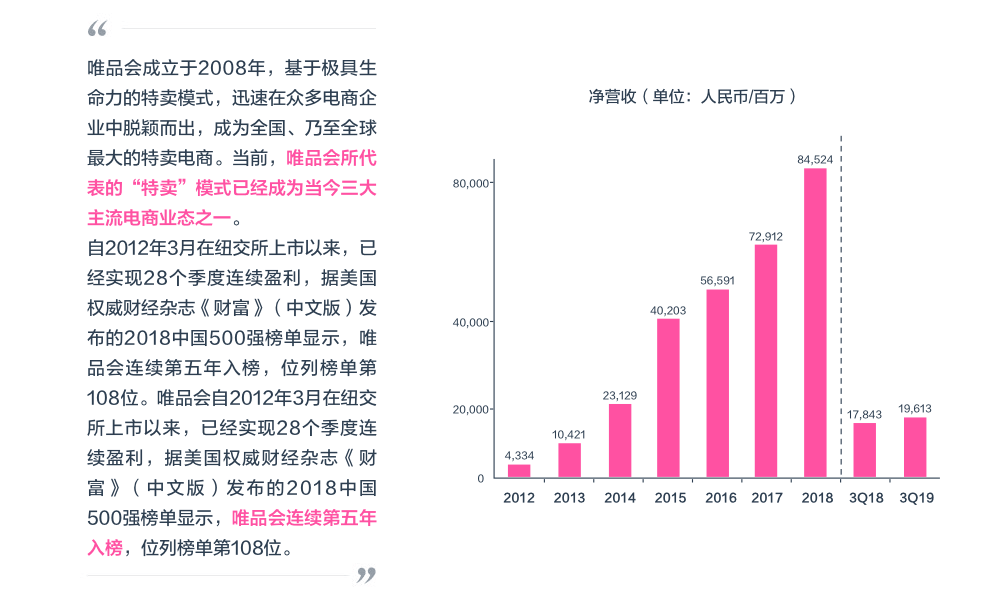 “
唯品会成立于2008年，基于极具生
命力的特卖模式，迅速在众多电商企
业中脱颖而出，成为全国、乃至全球
最大的特卖电商。当前，唯品会所代
表的“特卖”模式已经成为当今三大
主流电商业态之一。
自2012年3月在纽交所上市以来，已
经实现28个季度连续盈利，据美国
权威财经杂志《财富》（中文版）发
布的2018中国500强榜单显示，唯
品会连续第五年入榜，位列榜单第
108位。唯品会自2012年3月在纽交
所上市以来，已经实现28个季度连
续盈利，据美国权威财经杂志《财
富》（中文版）发布的2018中国
500强榜单显示，唯品会连续第五年
入榜，位列榜单第108位。
”
净营收（单位：人民币/百万）
80,000
40,000
20,000
0
4,334
10,421
23,129
40,203
56,591
72,912
84,524
17,843
19,613
2012
2013
2014
2015
2016
2017
2018
3Q18
3Q19